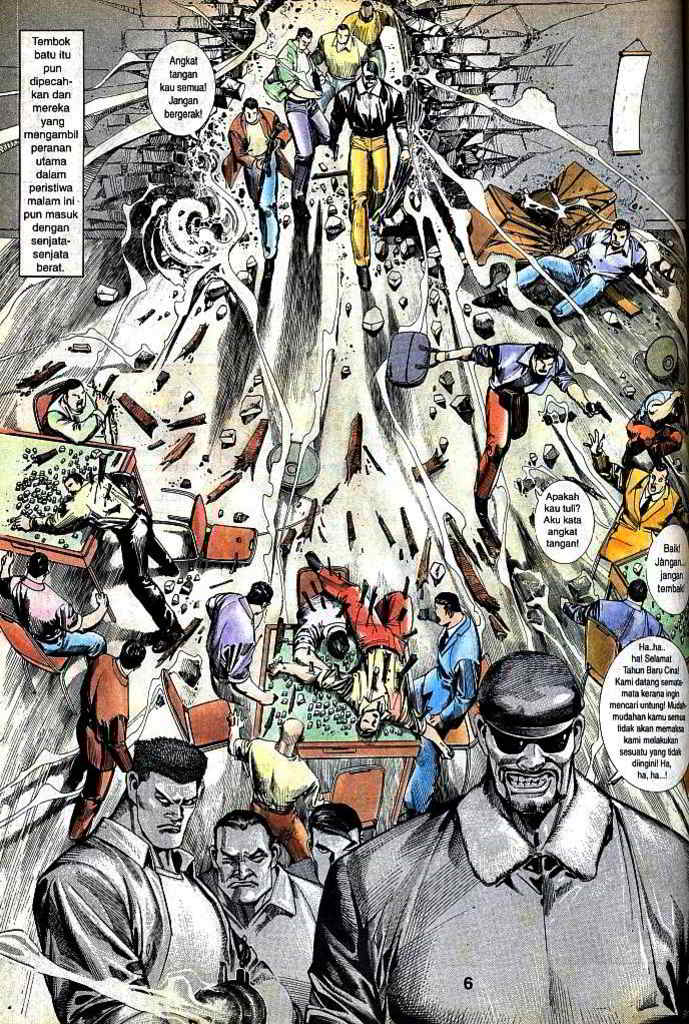 Tembok
batu itu
pun
dipecah-
kan dan
mereka
yang
mengambil
peranan
utama
dalam
peristiwa
malam ini
pun masuk
dengan
senjata-
senjata
berat.
Angkat
tangan
kau semua!
Jangan
bergerak!
Apakah
kau tuli?
Aku kata
angkat
tangan!
Baik!
Jangan...
jangan
tembak!
Ha..ha..
ha! Selamat
Tahun Baru Cina!
Kami datang semata-
mata kerana ingin
mencari untung! Mudah-
mudahan kamu semua
tidak akan memaksa
kami melakukan
sesuatu yang tidak
diingini! Ha,
ha, ha...!
6